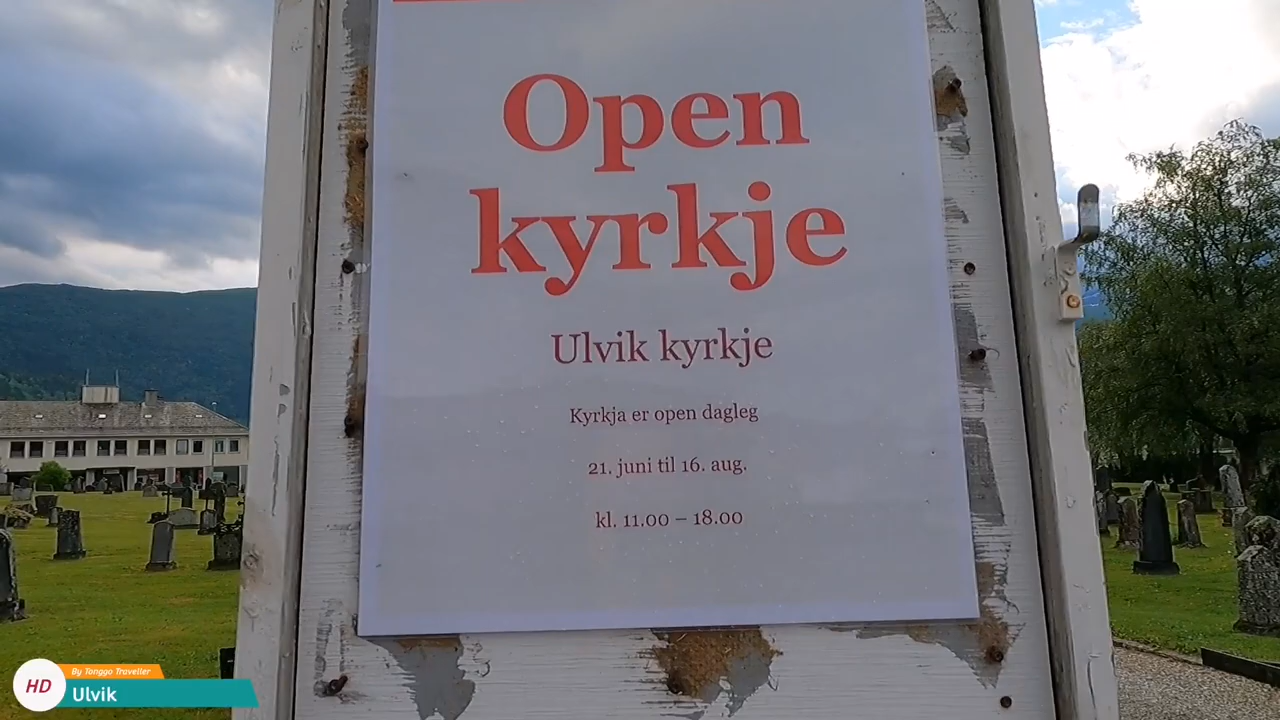 Open
kyrkje
Ulvik kyrkje
Kyrkja er open dagleg
21. juni til 16. aug.
kl. 11.00 – 18.00
HD
By Tonggo Traveller
Ulvik